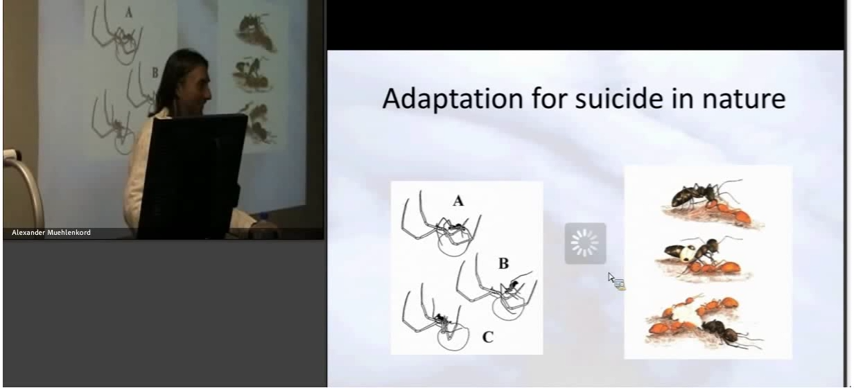 A
B
Alexander Muehlenkord
Adaptation for suicide in nature
A
B
C